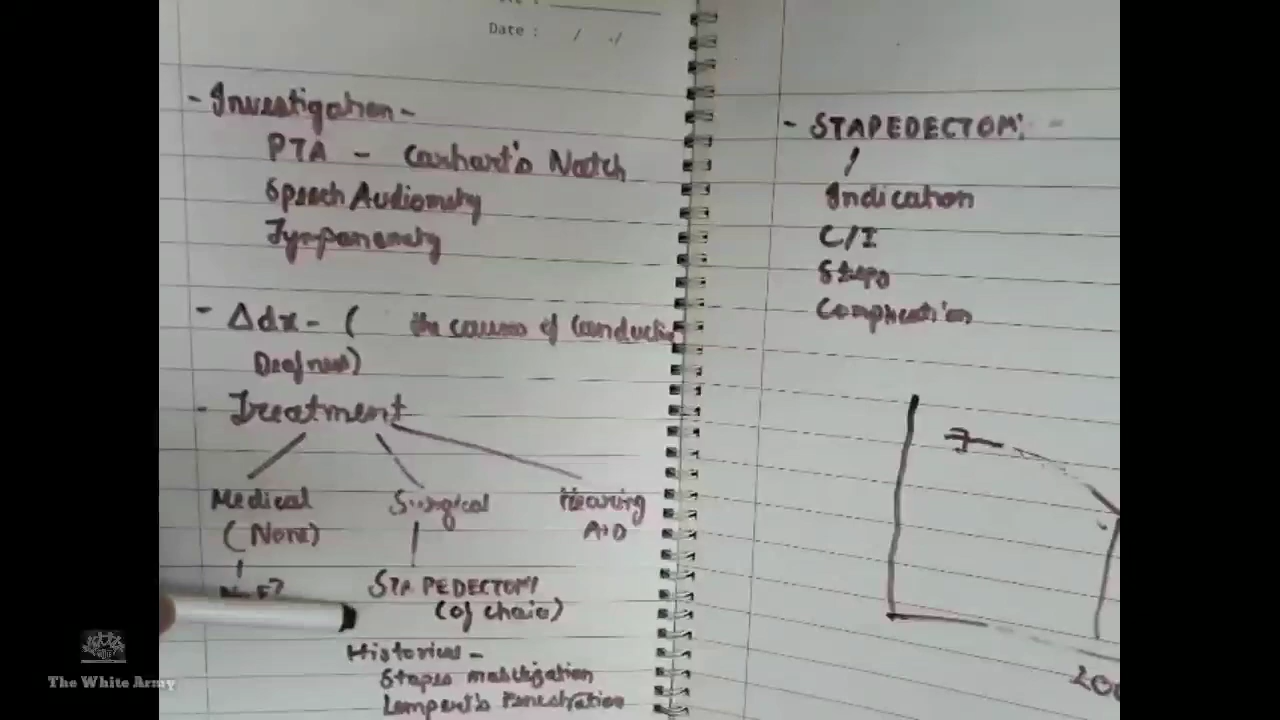 Date : / /
- Investigation -
PTA - Carhart's Notch
Speech Audiometry
Tympanometry
- Δdx - ( the causes of Conductive
Deafness)
- Treatment
Medical Surgical Hearing
(None) AID
STAPEDECTOMY
(of choice)
Historical -
Stapes mobilization
Lempert's Fenestration
- STAPEDECTOMY
Indication
C/I
Steps
Complication
200
The White Army